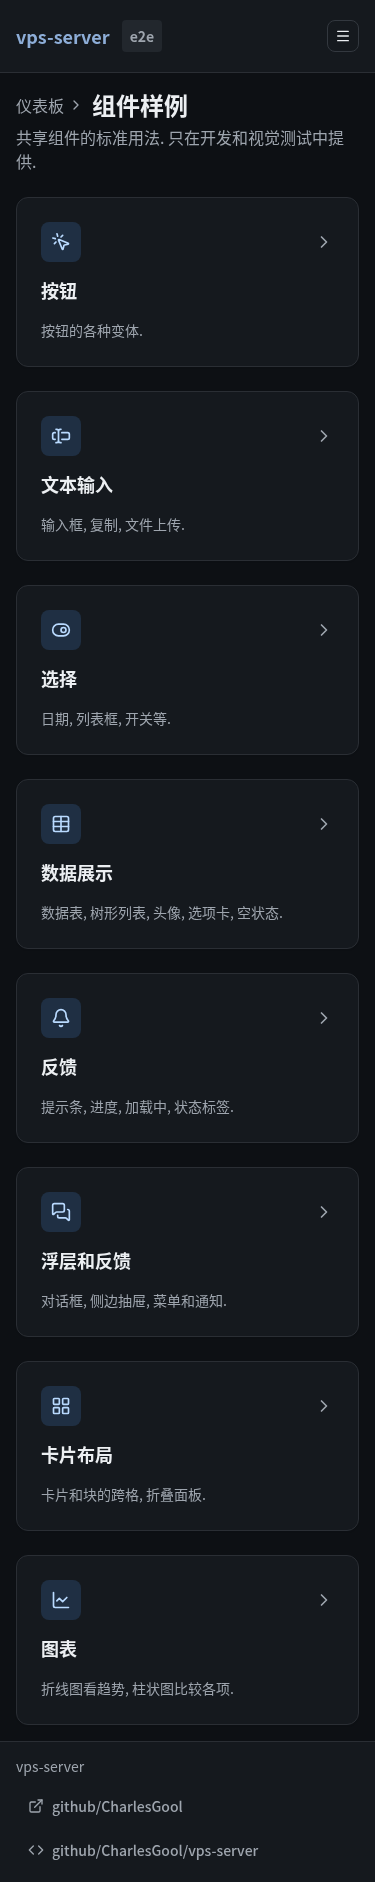 vps-server e2e
仪表板 组件样例
共享组件的标准用法. 只在开发和视觉测试中提
供.
按钮
按钮的各种变体.
文本输入
输入框, 复制, 文件上传.
选择
日期, 列表框, 开关等.
数据展示
数据表, 树形列表, 头像, 选项卡, 空状态.
反馈
提示条, 进度, 加载中, 状态标签.
浮层和反馈
对话框, 侧边抽屉, 菜单和通知.
卡片布局
卡片和块的跨格, 折叠面板.
图表
折线图看趋势, 柱状图比较各项.
vps-server
github/CharlesGool
github/CharlesGool/vps-server